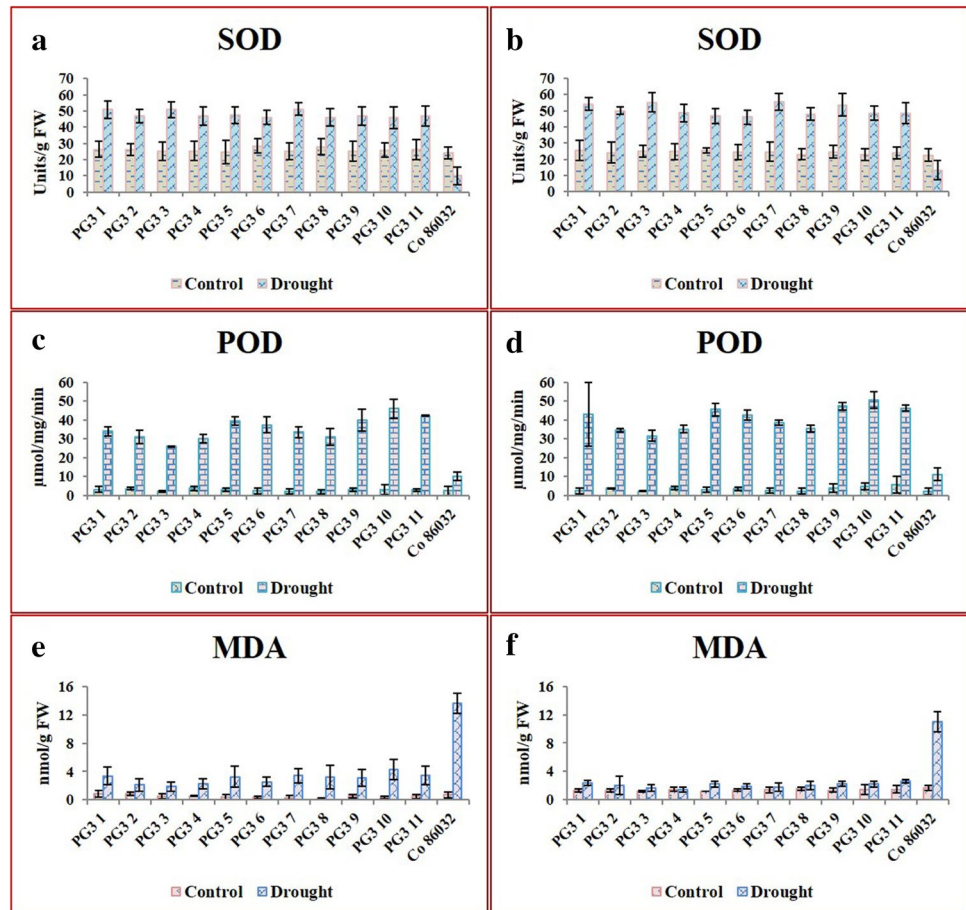 a
SOD
Units/g FW
70
60
50
40
30
20
10
0
PG3 1
PG3 2
PG3 3
PG3 4
PG3 5
PG3 6
PG3 7
PG3 8
PG3 9
PG3 10
PG3 11
Co 86032
Control Drought
b
SOD
Units/g FW
70
60
50
40
30
20
10
0
PG3 1
PG3 2
PG3 3
PG3 4
PG3 5
PG3 6
PG3 7
PG3 8
PG3 9
PG3 10
PG3 11
Co 86032
Control Drought
c
POD
µmol/mg/min
60
50
40
30
20
10
0
PG3 1
PG3 2
PG3 3
PG3 4
PG3 5
PG3 6
PG3 7
PG3 8
PG3 9
PG3 10
PG3 11
Co 86032
Control Drought
d
POD
µmol/mg/min
60
50
40
30
20
10
0
PG3 1
PG3 2
PG3 3
PG3 4
PG3 5
PG3 6
PG3 7
PG3 8
PG3 9
PG3 10
PG3 11
Co 86032
Control Drought
e
MDA
nmol/g FW
16
12
8
4
0
PG3 1
PG3 2
PG3 3
PG3 4
PG3 5
PG3 6
PG3 7
PG3 8
PG3 9
PG3 10
PG3 11
Co 86032
Control Drought
f
MDA
nmol/g FW
16
12
8
4
0
PG3 1
PG3 2
PG3 3
PG3 4
PG3 5
PG3 6
PG3 7
PG3 8
PG3 9
PG3 10
PG3 11
Co 86032
Control Drought